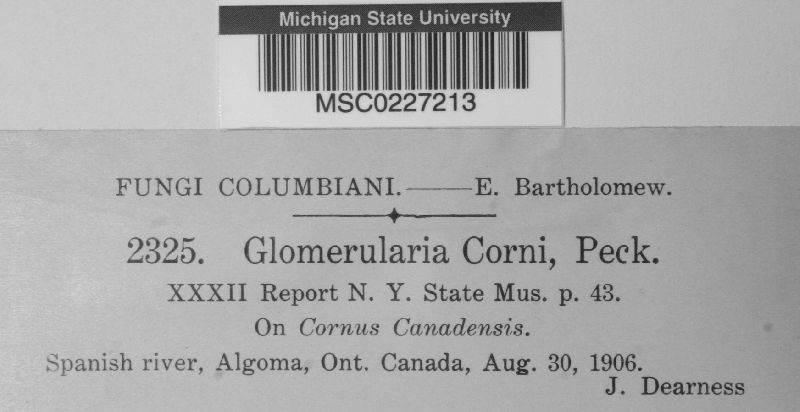 Michigan State University
MSC0227213
FUNGI COLUMBIANI.——E. Bartholomew.
2325. Glomerularia Corni, Peck.
XXXII Report N. Y. State Mus. p. 43.
On Cornus Canadensis.
Spanish river, Algoma, Ont. Canada, Aug. 30, 1906.
J. Dearness